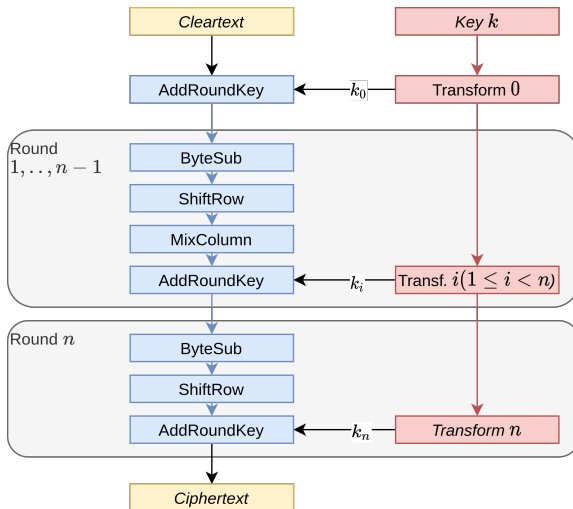 Cleartext
Key k
AddRoundKey
k₀
Transform 0
Round
1,..,n − 1
ByteSub
ShiftRow
MixColumn
AddRoundKey
kᵢ
Transf. i(1 ≤ i < n)
Round n
ByteSub
ShiftRow
AddRoundKey
kₙ
Transform n
Ciphertext